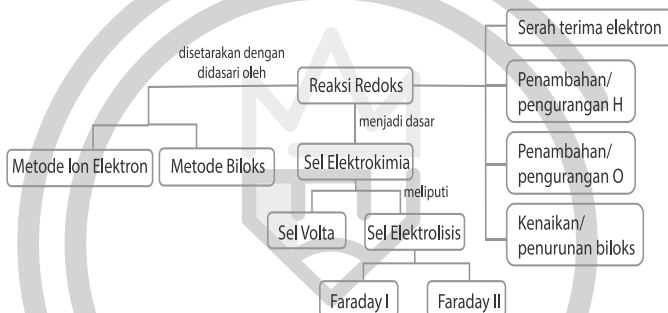 Serah terima elektron
disetarakan dengan
didasari oleh
Reaksi Redoks
Penambahan/
pengurangan H
menjadi dasar
Metode Ion Elektron
Metode Biloks
Sel Elektrokimia
Penambahan/
pengurangan O
meliputi
Sel Volta
Sel Elektrolisis
Kenaikan/
penurunan biloks
Faraday I
Faraday II